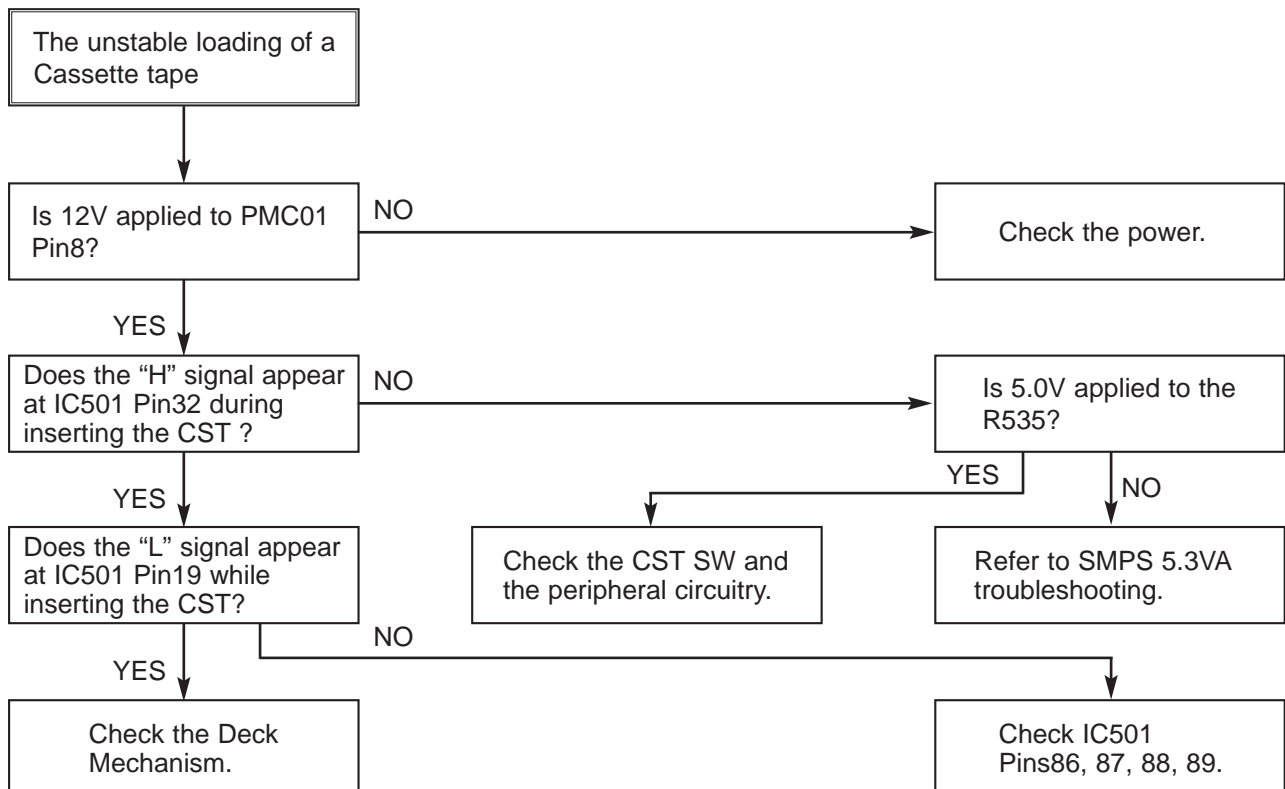 The unstable loading of a
Cassette tape
Is 12V applied to PMC01
Pin8?
NO
Check the power.
YES
Does the “H” signal appear
at IC501 Pin32 during
inserting the CST ?
NO
Is 5.0V applied to the
R535?
YES
YES
NO
Does the “L” signal appear
at IC501 Pin19 while
inserting the CST?
Check the CST SW and
the peripheral circuitry.
Refer to SMPS 5.3VA
troubleshooting.
NO
YES
Check the Deck
Mechanism.
Check IC501
Pins86, 87, 88, 89.